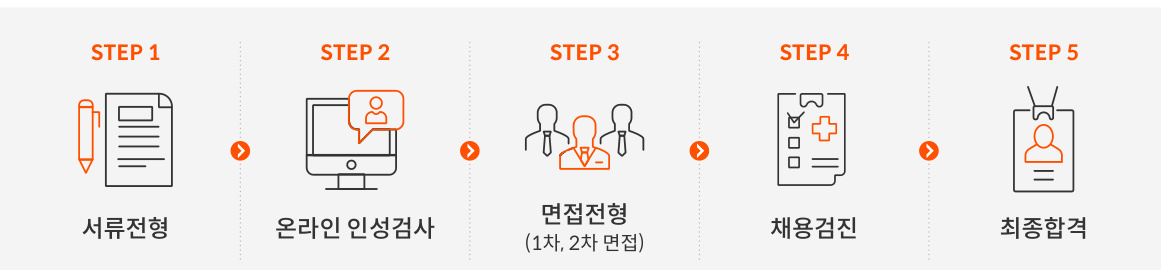 STEP 1
서류전형
STEP 2
온라인 인성검사
STEP 3
면접전형
(1차, 2차 면접)
STEP 4
채용검진
STEP 5
최종합격